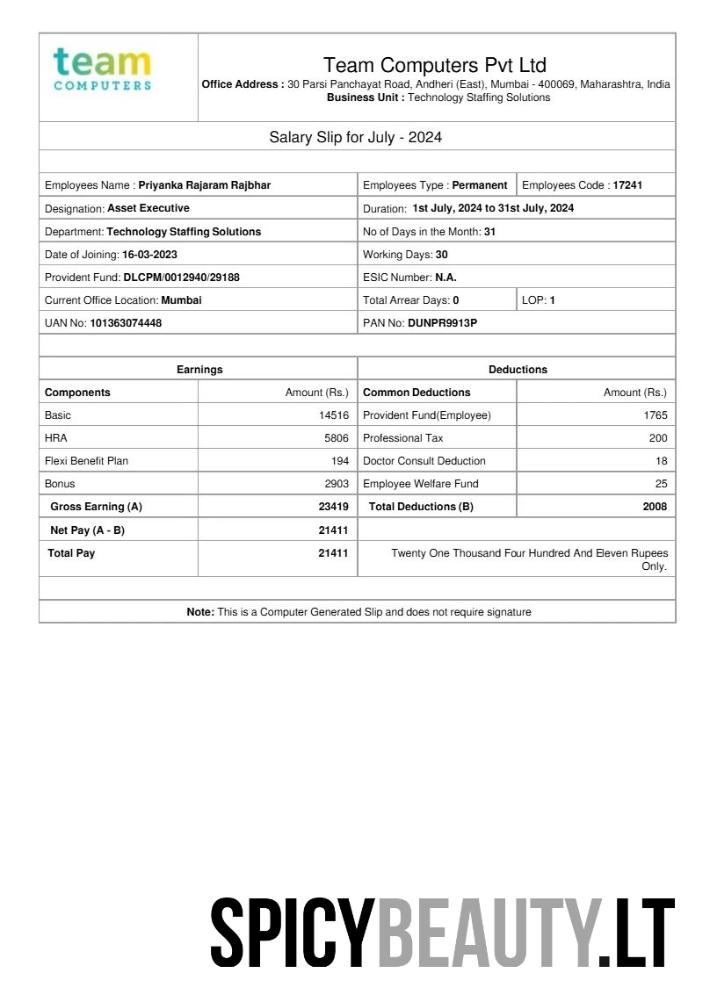 team
COMPUTERS
Team Computers Pvt Ltd
Office Address : 30 Parsi Panchayat Road, Andheri (East), Mumbai - 400069, Maharashtra, India
Business Unit : Technology Staffing Solutions
Salary Slip for July - 2024
Employees Name : Priyanka Rajaram Rajbhar Employees Type : Permanent Employees Code : 17241
Designation: Asset Executive Duration: 1st July, 2024 to 31st July, 2024
Department: Technology Staffing Solutions No of Days in the Month: 31
Date of Joining: 16-03-2023 Working Days: 30
Provident Fund: DLCPM/0012940/29188 ESIC Number: N.A.
Current Office Location: Mumbai Total Arrear Days: 0 LOP: 1
UAN No: 101363074448 PAN No: DUNPR9913P
Earnings Deductions
Components Amount (Rs.) Common Deductions Amount (Rs.)
Basic 14516 Provident Fund(Employee) 1765
HRA 5806 Professional Tax 200
Flexi Benefit Plan 194 Doctor Consult Deduction 18
Bonus 2903 Employee Welfare Fund 25
Gross Earning (A) 23419 Total Deductions (B) 2008
Net Pay (A - B) 21411
Total Pay 21411 Twenty One Thousand Four Hundred And Eleven Rupees
Only.
Note: This is a Computer Generated Slip and does not require signature
SPICYBEAUTY.LT